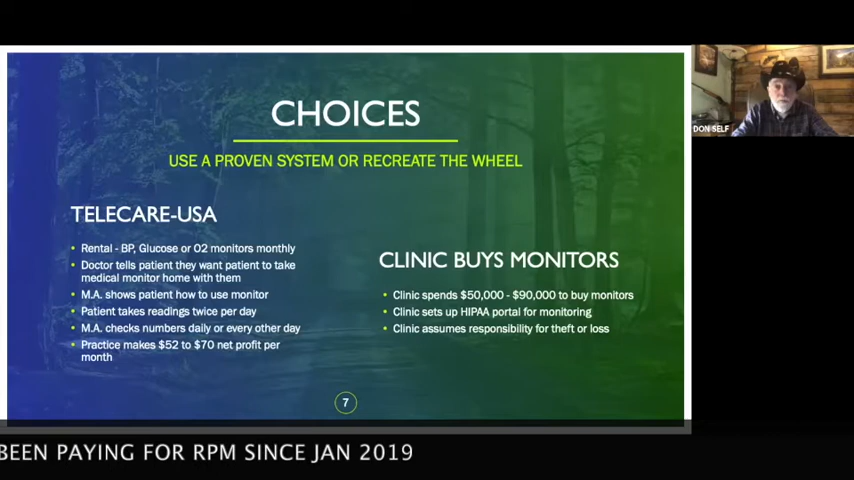 CHOICES
USE A PROVEN SYSTEM OR RECREATE THE WHEEL
TELECARE-USA
• Rental - BP, Glucose or O2 monitors monthly
• Doctor tells patient they want patient to take
medical monitor home with them
• M.A. shows patient how to use monitor
• Patient takes readings twice per day
• M.A. checks numbers daily or every other day
• Practice makes $52 to $70 net profit per
month
CLINIC BUYS MONITORS
• Clinic spends $50,000 - $90,000 to buy monitors
• Clinic sets up HIPAA portal for monitoring
• Clinic assumes responsibility for theft or loss
7
DON SELF
BEEN PAYING FOR RPM SINCE JAN 2019